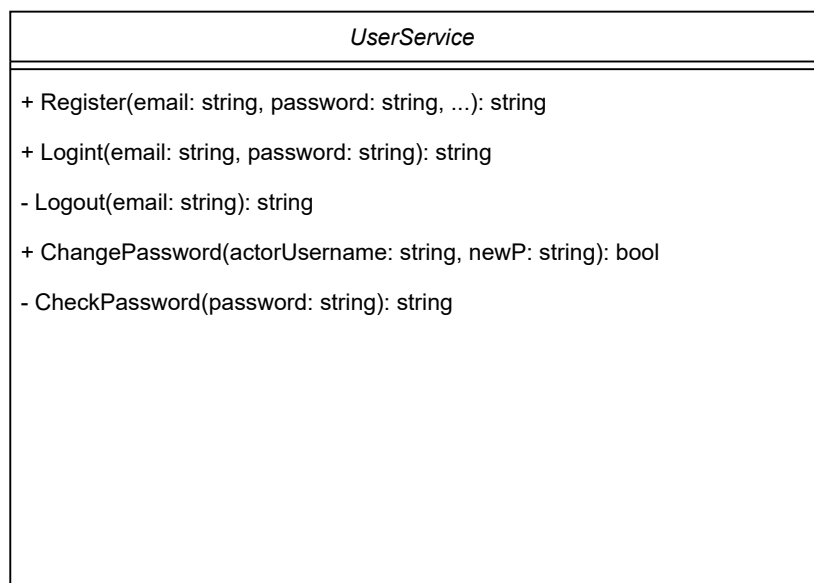 UserService
+ Register(email: string, password: string, ...): string
+ Logint(email: string, password: string): string
- Logout(email: string): string
+ ChangePassword(actorUsername: string, newP: string): bool
- CheckPassword(password: string): string